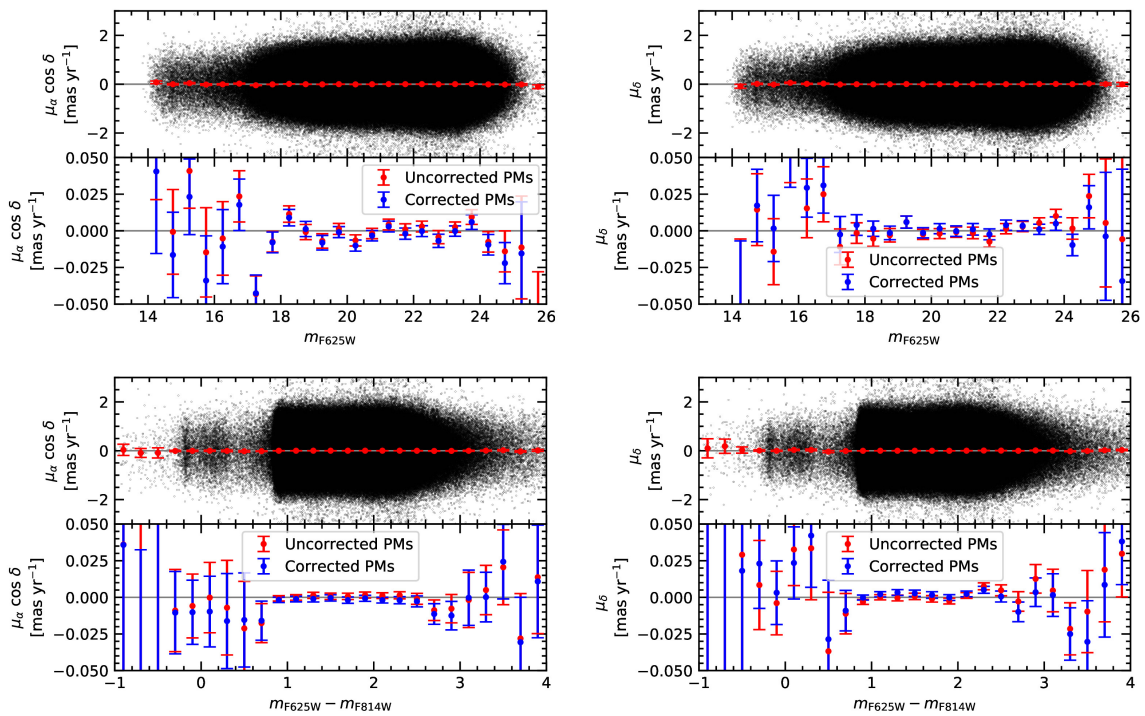 2
0
−2
μα cos δ
[mas yr−1]
0.050
0.025
0.000
−0.025
−0.050
μα cos δ
[mas yr−1]
Uncorrected PMs
Corrected PMs
14 16 18 20 22 24 26
mF625W
2
0
−2
μδ
[mas yr−1]
0.050
0.025
0.000
−0.025
−0.050
μδ
[mas yr−1]
Uncorrected PMs
Corrected PMs
14 16 18 20 22 24 26
mF625W
2
0
−2
μα cos δ
[mas yr−1]
0.050
0.025
0.000
−0.025
−0.050
μα cos δ
[mas yr−1]
Uncorrected PMs
Corrected PMs
−1 0 1 2 3 4
mF625W − mF814W
2
0
−2
μδ
[mas yr−1]
0.050
0.025
0.000
−0.025
−0.050
μδ
[mas yr−1]
Uncorrected PMs
Corrected PMs
−1 0 1 2 3 4
mF625W − mF814W